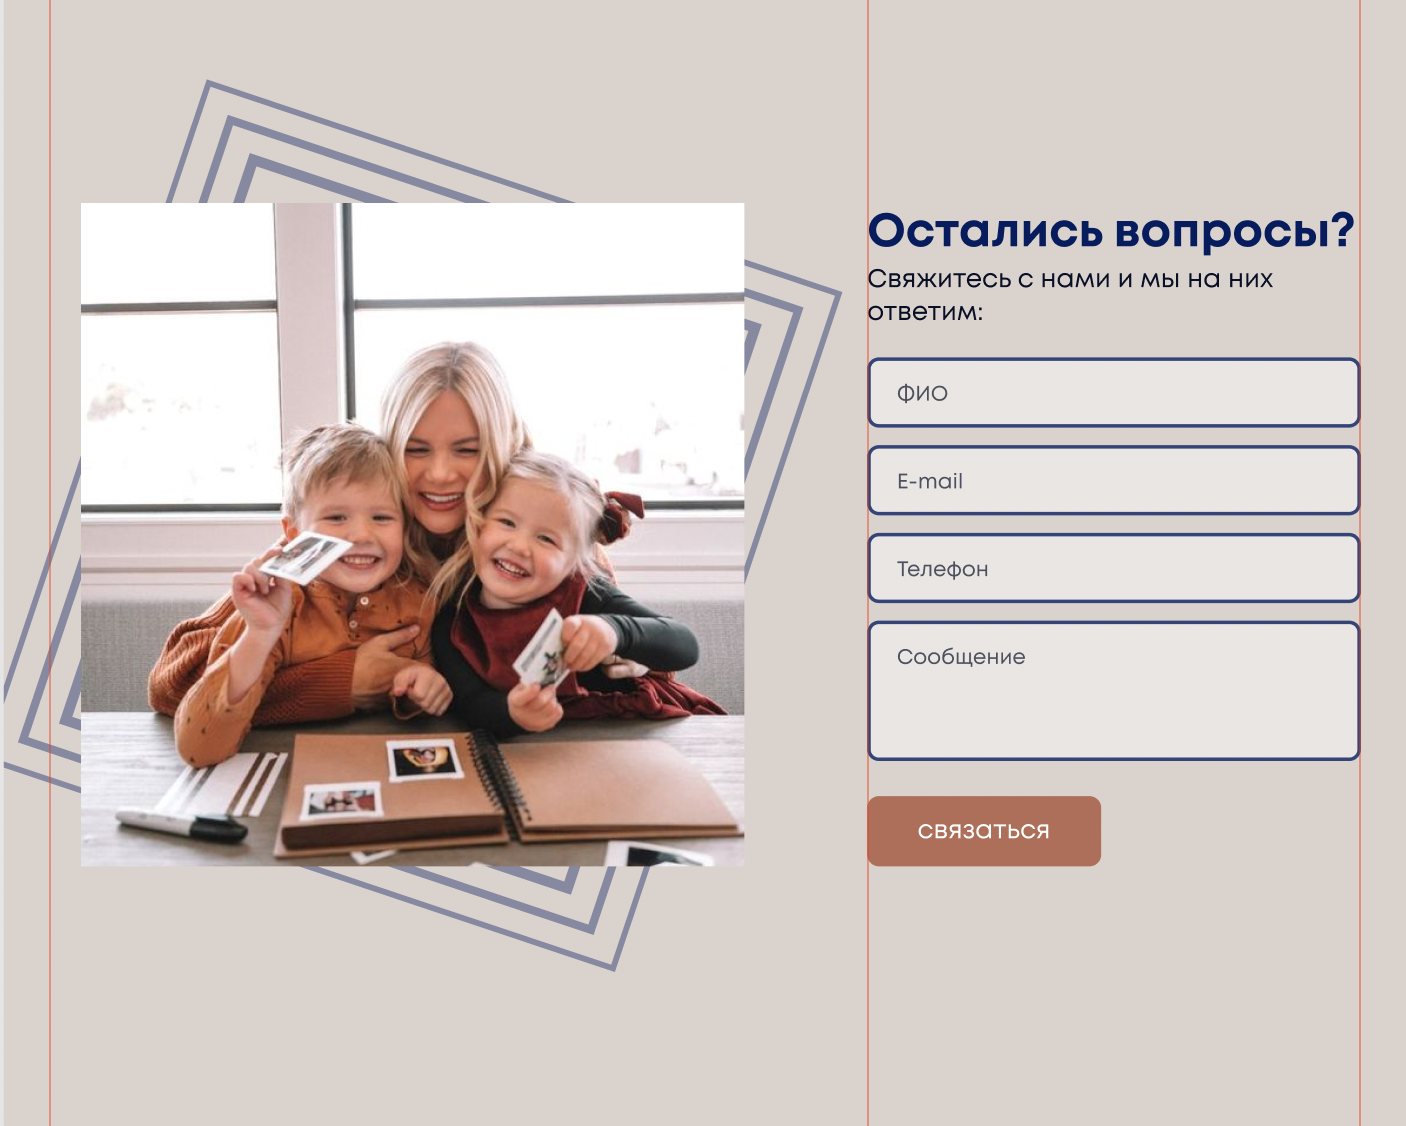 Остались вопросы?
Свяжитесь с нами и мы на них
ответим:
ФИО
E-mail
Телефон
Сообщение
связаться